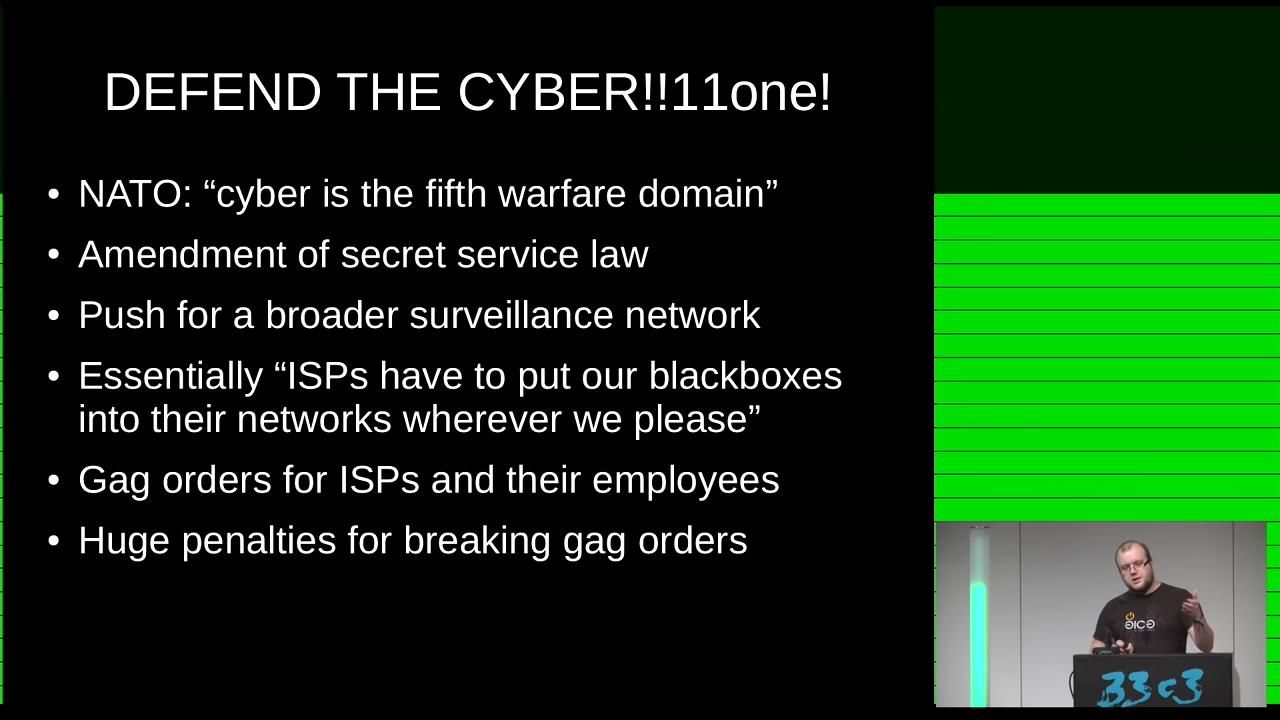 DEFEND THE CYBER!!11one!
• NATO: “cyber is the fifth warfare domain”
• Amendment of secret service law
• Push for a broader surveillance network
• Essentially “ISPs have to put our blackboxes
into their networks wherever we please”
• Gag orders for ISPs and their employees
• Huge penalties for breaking gag orders
33c3